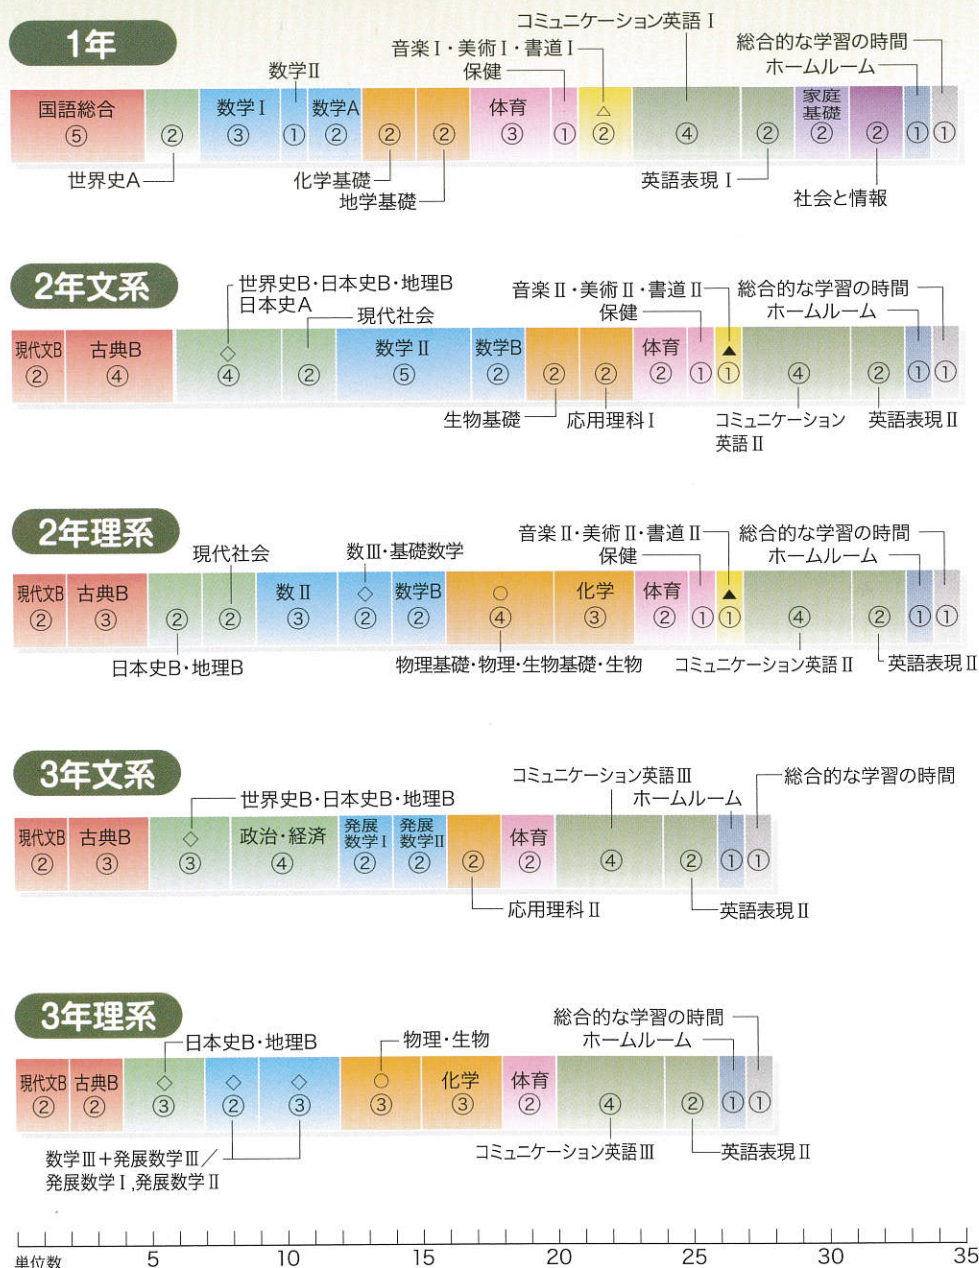 1年
コミュニケーション英語Ⅰ
音楽Ⅰ・美術Ⅰ・書道Ⅰ
総合的な学習の時間
数学Ⅱ
保健
ホームルーム
国語総合 数学Ⅰ 数学A 体育 △ 家庭基礎
⑤ ② ③ ① ② ② ② ③ ① ② ④ ② ② ② ① ①
世界史A 化学基礎 英語表現Ⅰ
地学基礎 社会と情報
2年文系
世界史B・日本史B・地理B 音楽Ⅱ・美術Ⅱ・書道Ⅱ 総合的な学習の時間
日本史A 現代社会 保健 ホームルーム
現代文B 古典B ◇ 数学Ⅱ 数学B 体育 ▲
② ④ ④ ② ⑤ ② ② ② ② ① ① ④ ② ① ①
生物基礎 応用理科Ⅰ コミュニケーション 英語表現Ⅱ
英語Ⅱ
2年理系
音楽Ⅱ・美術Ⅱ・書道Ⅱ 総合的な学習の時間
現代社会 数Ⅲ・基礎数学 保健 ホームルーム
現代文B 古典B 数Ⅱ ◇ 数学B ○ 化学 体育 ▲
② ③ ② ② ③ ② ② ④ ③ ② ① ① ④ ② ① ①
日本史B・地理B 物理基礎・物理・生物基礎・生物 コミュニケーション英語Ⅱ 英語表現Ⅱ
3年文系
コミュニケーション英語Ⅲ 総合的な学習の時間
世界史B・日本史B・地理B ホームルーム
現代文B 古典B ◇ 政治・経済 発展数学Ⅰ 発展数学Ⅱ 体育
② ③ ③ ④ ② ② ② ② ④ ② ① ①
応用理科Ⅱ 英語表現Ⅱ
3年理系
総合的な学習の時間
日本史B・地理B 物理・生物 ホームルーム
現代文B 古典B ◇ ◇ ◇ ○ 化学 体育
② ② ③ ② ③ ③ ③ ② ④ ② ① ①
数学Ⅲ＋発展数学Ⅲ／ コミュニケーション英語Ⅲ 英語表現Ⅱ
発展数学Ⅰ,発展数学Ⅱ
単位数 5 10 15 20 25 30 35